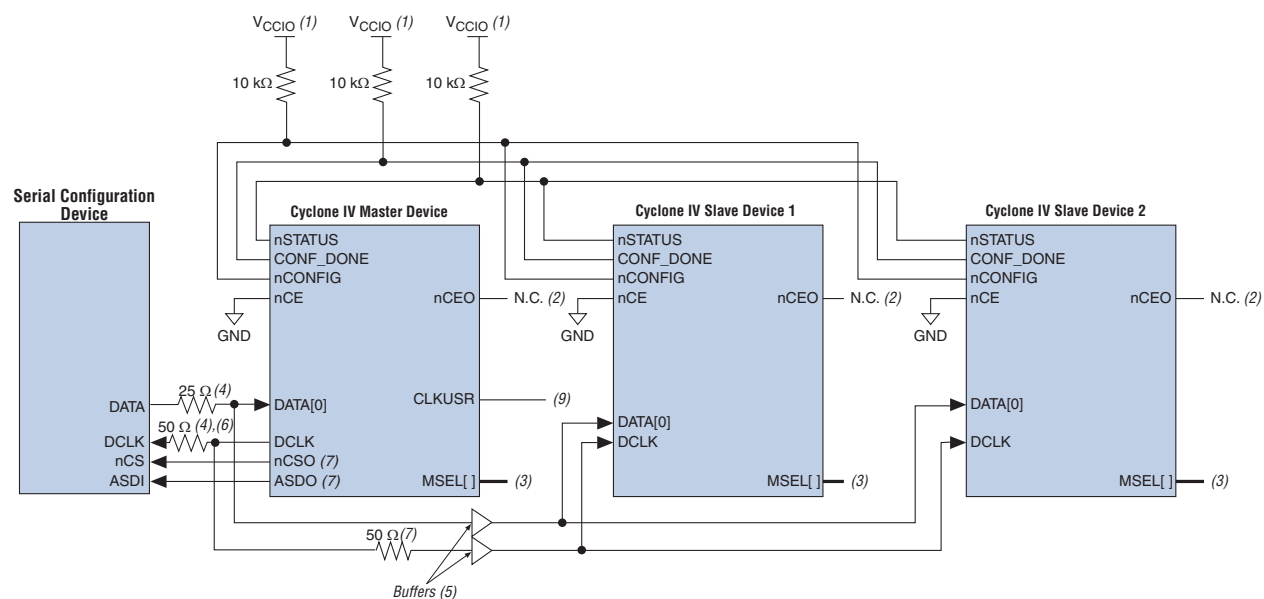 VCCIO (1) VCCIO (1) VCCIO (1)
10 kΩ 10 kΩ 10 kΩ
Serial Configuration
Device
DATA
DCLK
nCS
ASDI
25 Ω (4)
50 Ω (4),(6)
Cyclone IV Master Device
nSTATUS
CONF_DONE
nCONFIG
nCE
GND
nCEO N.C. (2)
DATA[0]
CLKUSR (9)
DCLK
nCSO (7)
ASDO (7)
MSEL[ ] (3)
Cyclone IV Slave Device 1
nSTATUS
CONF_DONE
nCONFIG
nCE
GND
nCEO N.C. (2)
DATA[0]
DCLK
MSEL[ ] (3)
Cyclone IV Slave Device 2
nSTATUS
CONF_DONE
nCONFIG
nCE
GND
nCEO N.C. (2)
DATA[0]
DCLK
MSEL[ ] (3)
50 Ω (7)
Buffers (5)